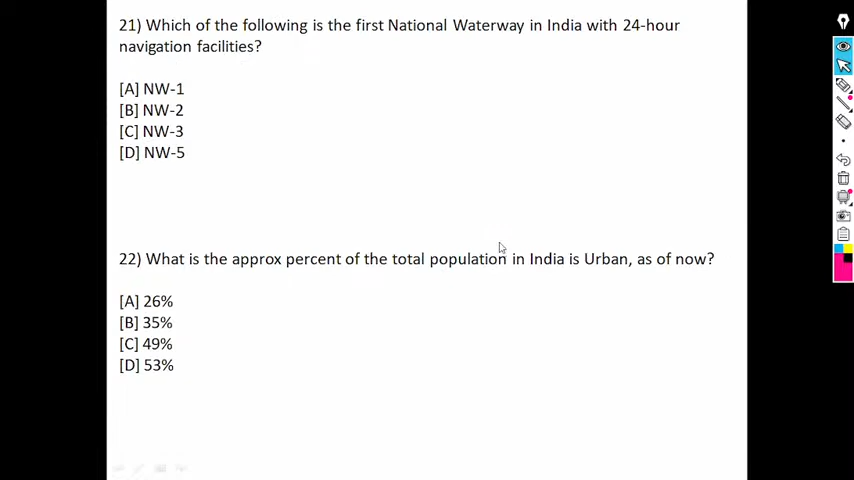 21) Which of the following is the first National Waterway in India with 24-hour
navigation facilities?
[A] NW-1
[B] NW-2
[C] NW-3
[D] NW-5
22) What is the approx percent of the total population in India is Urban, as of now?
[A] 26%
[B] 35%
[C] 49%
[D] 53%